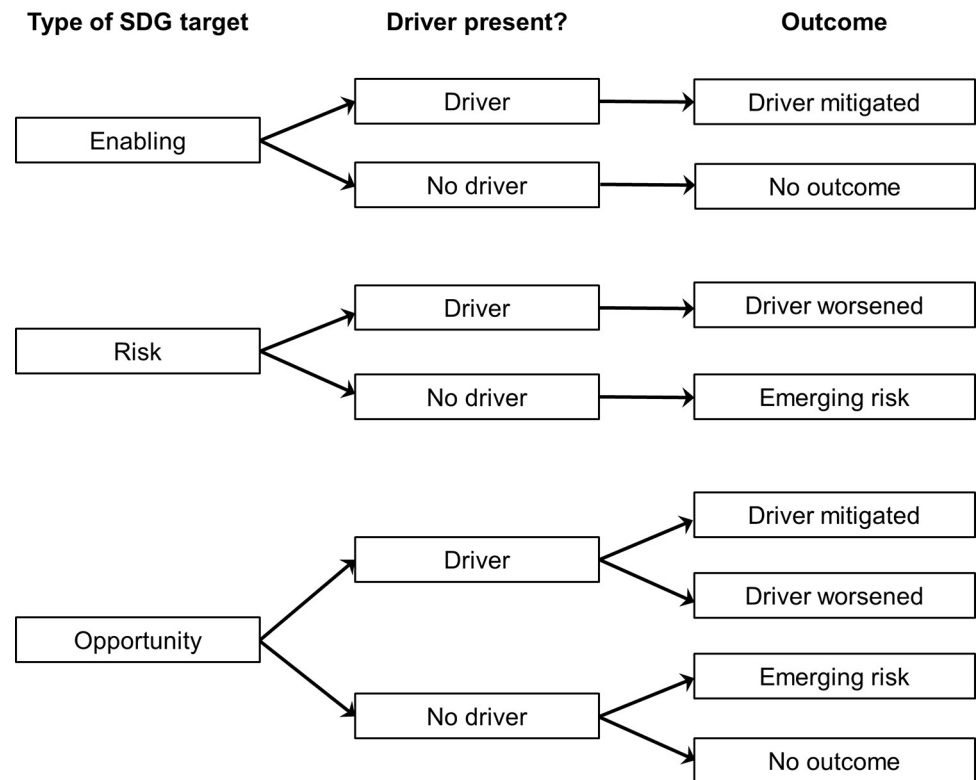 Type of SDG target
Driver present?
Outcome
Enabling
Driver
Driver mitigated
No driver
No outcome
Risk
Driver
Driver worsened
No driver
Emerging risk
Opportunity
Driver
Driver mitigated
Driver worsened
No driver
Emerging risk
No outcome